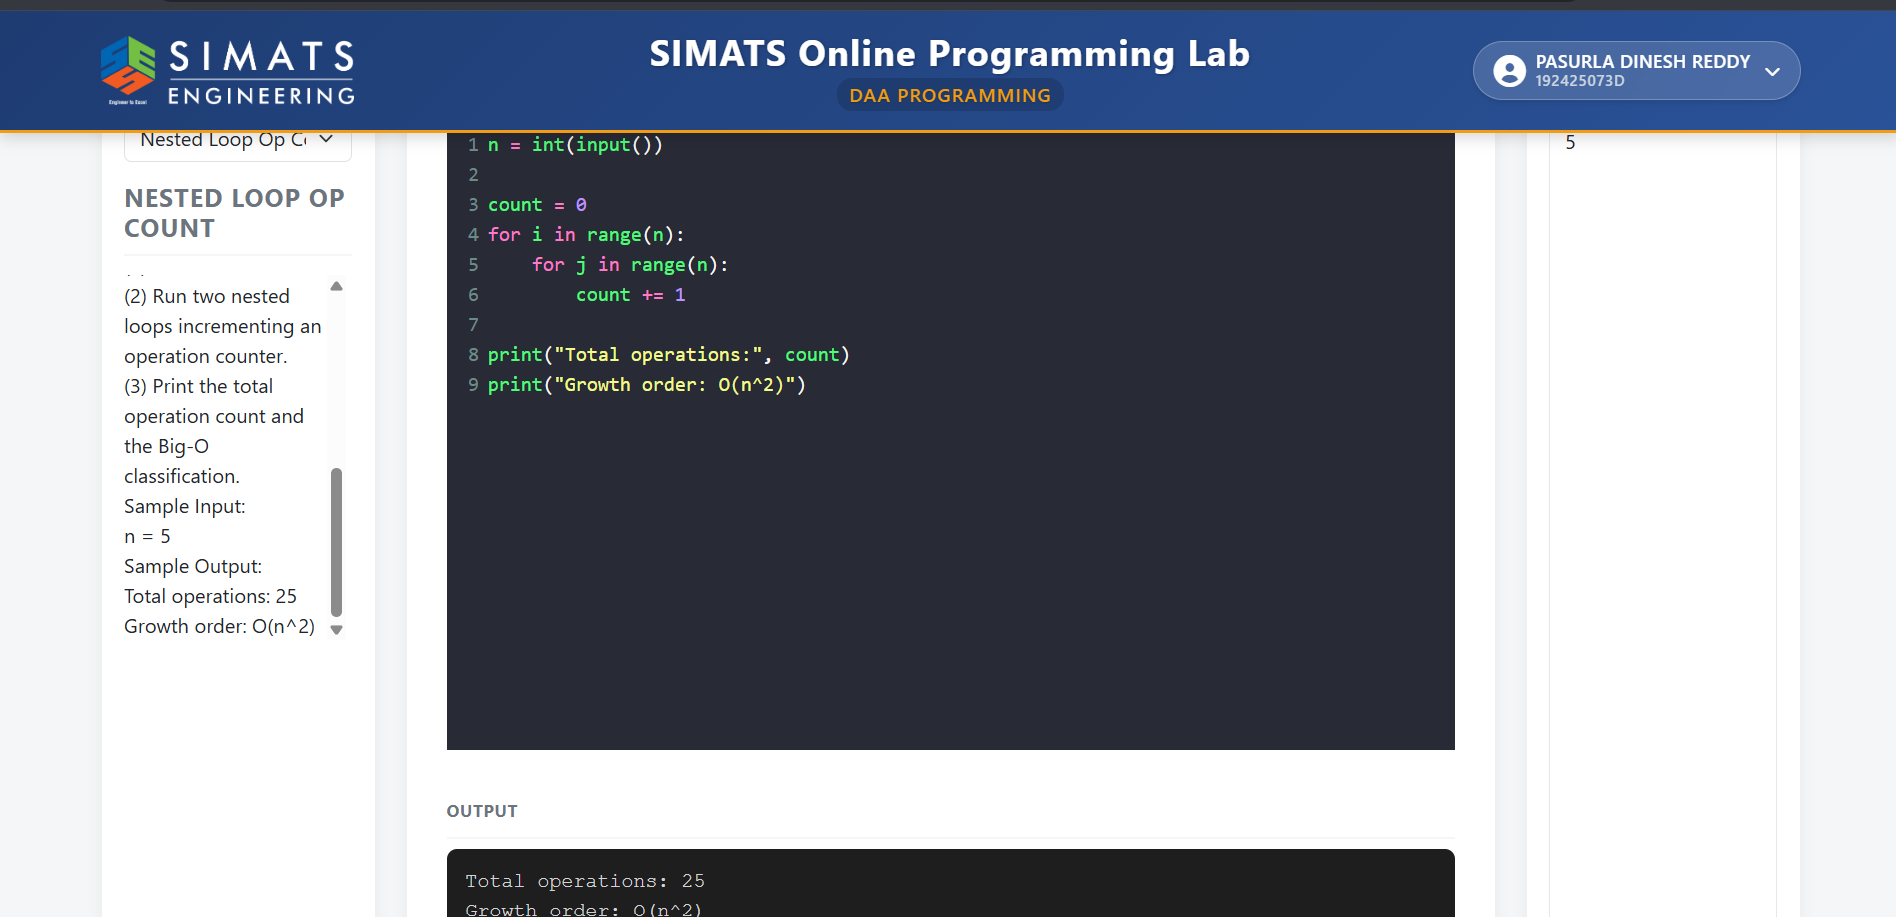 SIMATS
ENGINEERING
Engineer to Excel
SIMATS Online Programming Lab
DAA PROGRAMMING
PASURLA DINESH REDDY
192425073D
Nested Loop Op Co
NESTED LOOP OP
COUNT
(2) Run two nested
loops incrementing an
operation counter.
(3) Print the total
operation count and
the Big-O
classification.
Sample Input:
n = 5
Sample Output:
Total operations: 25
Growth order: O(n^2)
1 n = int(input())
2
3 count = 0
4 for i in range(n):
5     for j in range(n):
6         count += 1
7
8 print("Total operations:", count)
9 print("Growth order: O(n^2)")
OUTPUT
Total operations: 25
Growth order: O(n^2)
5